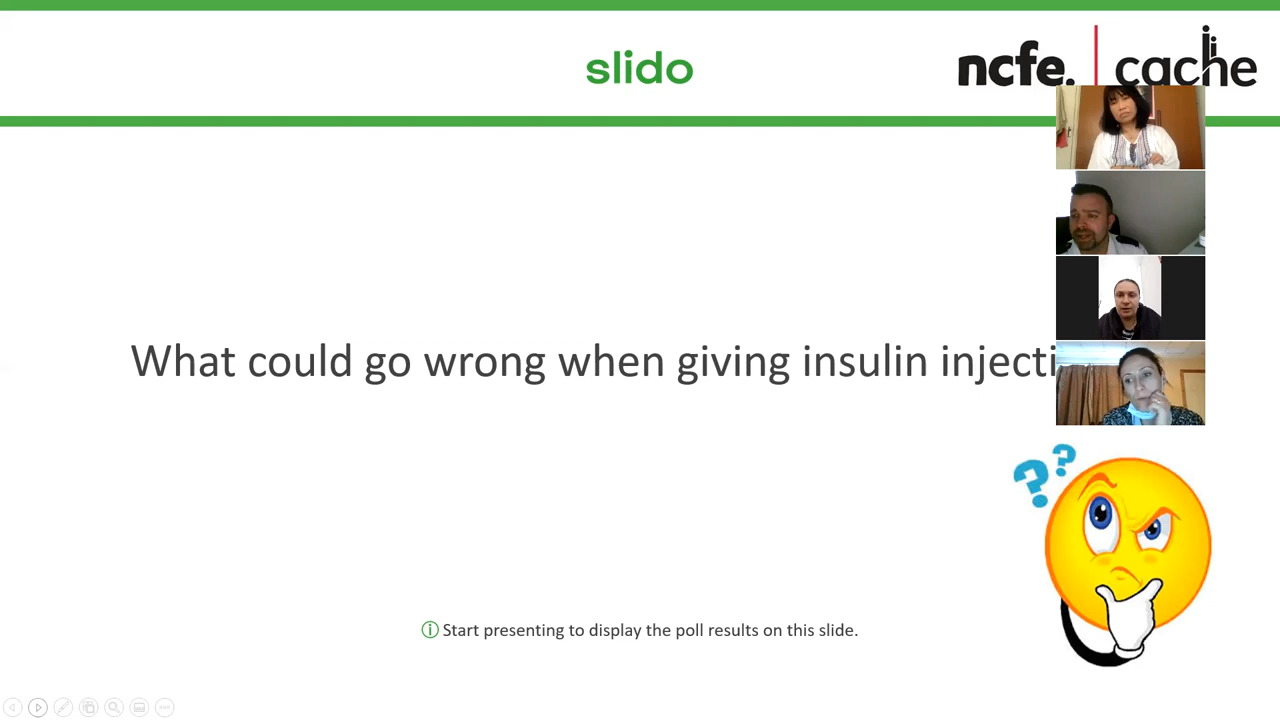 slido
ncfe. cache
What could go wrong when giving insulin
Start presenting to display the poll results on this slide.